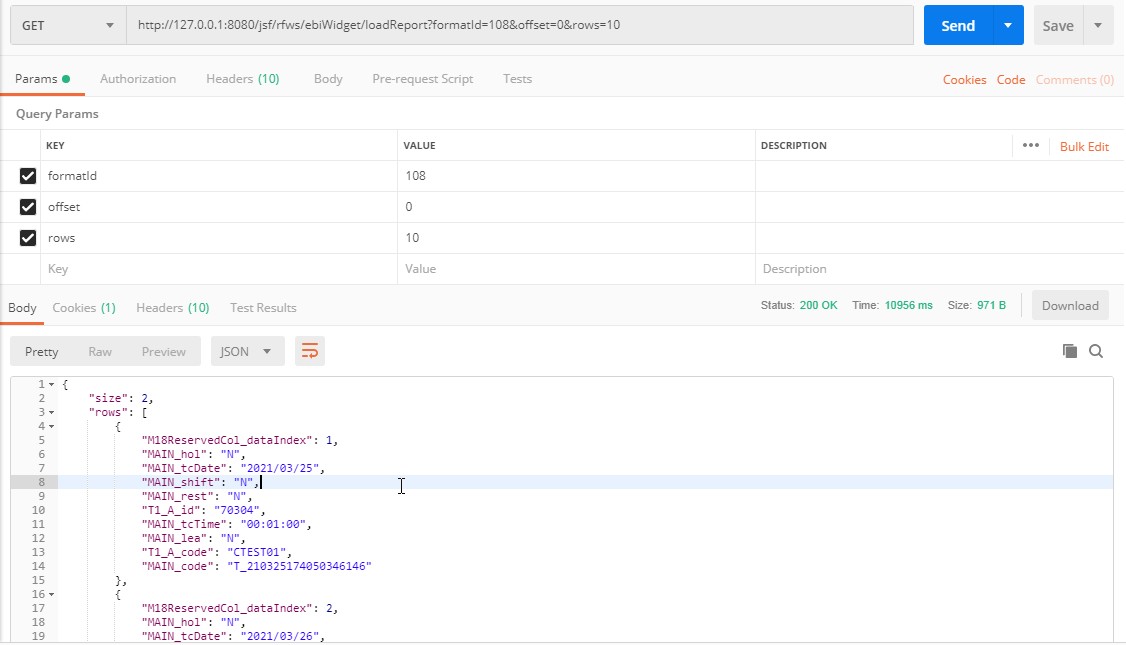 GET http://127.0.0.1:8080/jsf/rfws/ebiWidget/loadReport?formatId=108&offset=0&rows=10 Send Save
Params Authorization Headers (10) Body Pre-request Script Tests Cookies Code Comments (0)
Query Params
KEY VALUE DESCRIPTION ••• Bulk Edit
formatId 108
offset 0
rows 10
Key Value Description
Body Cookies (1) Headers (10) Test Results Status: 200 OK Time: 10956 ms Size: 971 B Download
Pretty Raw Preview JSON
1 {
2 "size": 2,
3 "rows": [
4 {
5 "M18ReservedCol_dataIndex": 1,
6 "MAIN_hol": "N",
7 "MAIN_tcDate": "2021/03/25",
8 "MAIN_shift": "N",
9 "MAIN_rest": "N",
10 "T1_A_id": "70304",
11 "MAIN_tcTime": "00:01:00",
12 "MAIN_lea": "N",
13 "T1_A_code": "CTEST01",
14 "MAIN_code": "T_210325174050346146"
15 },
16 {
17 "M18ReservedCol_dataIndex": 2,
18 "MAIN_hol": "N",
19 "MAIN_tcDate": "2021/03/26",